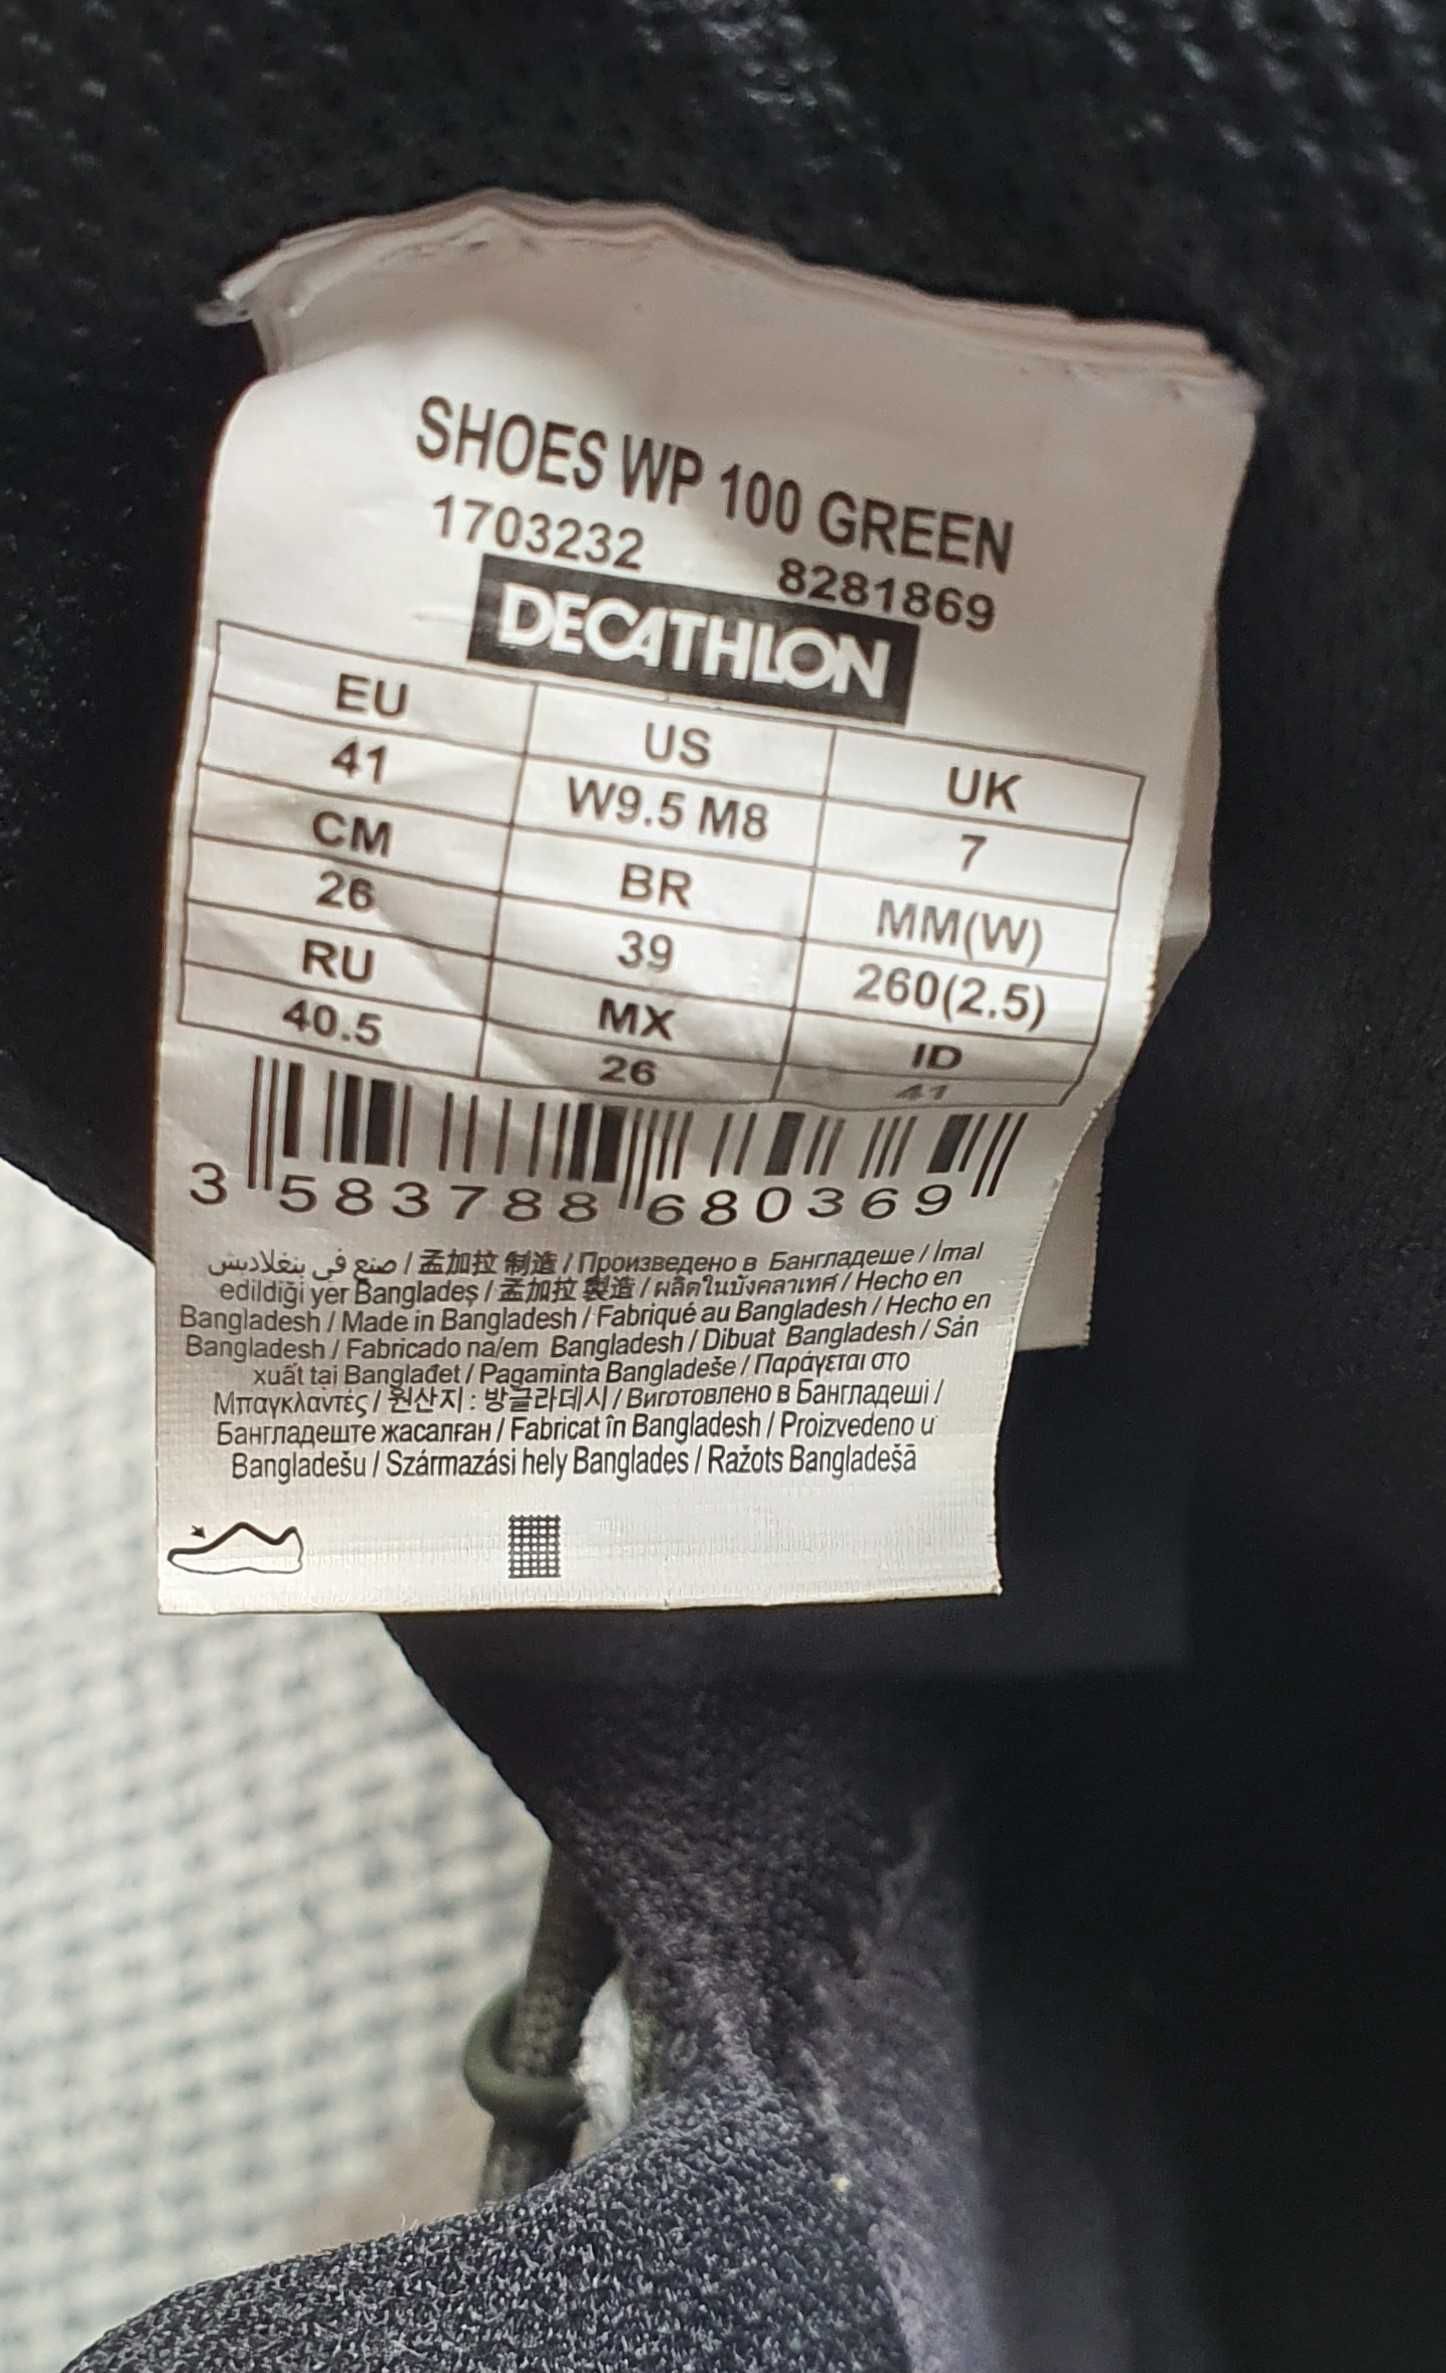 SHOES WP 100 GREEN
1703232 8281869
DECATHLON
EU US UK
41 W9.5 M8 7
CM BR MM(W)
26 39 260(2.5)
RU MX ID
40.5 26 41
3 583788 680369
صنع في بنغلاديش / 孟加拉 制造 / Произведено в Бангладеше / İmal
edildiği yer Bangladeş / 孟加拉 製造 / ผลิตในบังคลาเทศ / Hecho en
Bangladesh / Made in Bangladesh / Fabriqué au Bangladesh / Hecho en
Bangladesh / Fabricado na/em Bangladesh / Dibuat Bangladesh / Sản
xuất tại Banglađet / Pagaminta Bangladeše / Παράγεται στο
Μπαγκλαντές / 원산지 : 방글라데시 / Виготовлено в Бангладеші /
Бангладеште жасалған / Fabricat în Bangladesh / Proizvedeno u
Bangladešu / Származási hely Banglades / Ražots Bangladešā